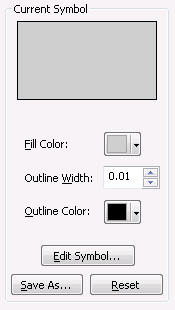 Current Symbol
Fill Color:
Outline Width: 0.01
Outline Color:
Edit Symbol...
Save As... Reset